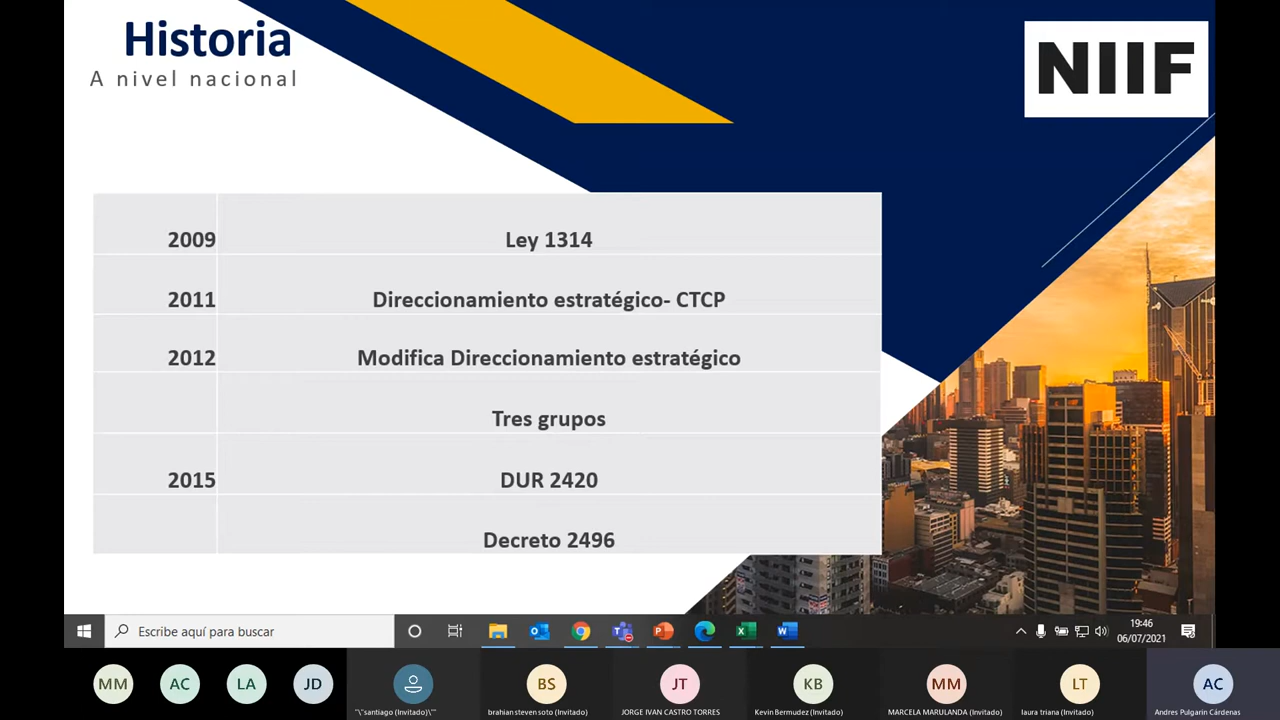 Historia
A nivel nacional
NIIF
2009 Ley 1314
2011 Direccionamiento estratégico- CTCP
2012 Modifica Direccionamiento estratégico
Tres grupos
2015 DUR 2420
Decreto 2496
Escribe aquí para buscar
19:46
06/07/2021
MM AC LA JD BS JT KB MM LT AC
"\"santiago (Invitado)\"" brahian steven soto (Invitado) JORGE IVAN CASTRO TORRES Kevin Bermudez (Invitado) MARCELA MARULANDA (Invitado) laura triana (Invitado) Andres Pulgarin Cárdenas